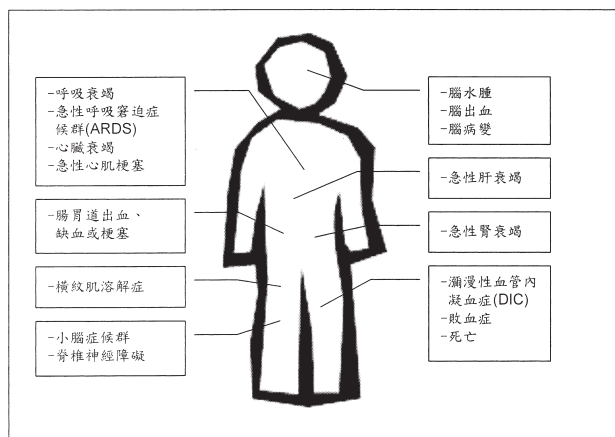 -呼吸衰竭
-急性呼吸窘迫症
候群(ARDS)
-心臟衰竭
-急性心肌梗塞
-腸胃道出血、
缺血或梗塞
-橫紋肌溶解症
-小腦症候群
-脊椎神經障礙
-腦水腫
-腦出血
-腦病變
-急性肝衰竭
-急性腎衰竭
-瀰漫性血管內
凝血症(DIC)
-敗血症
-死亡